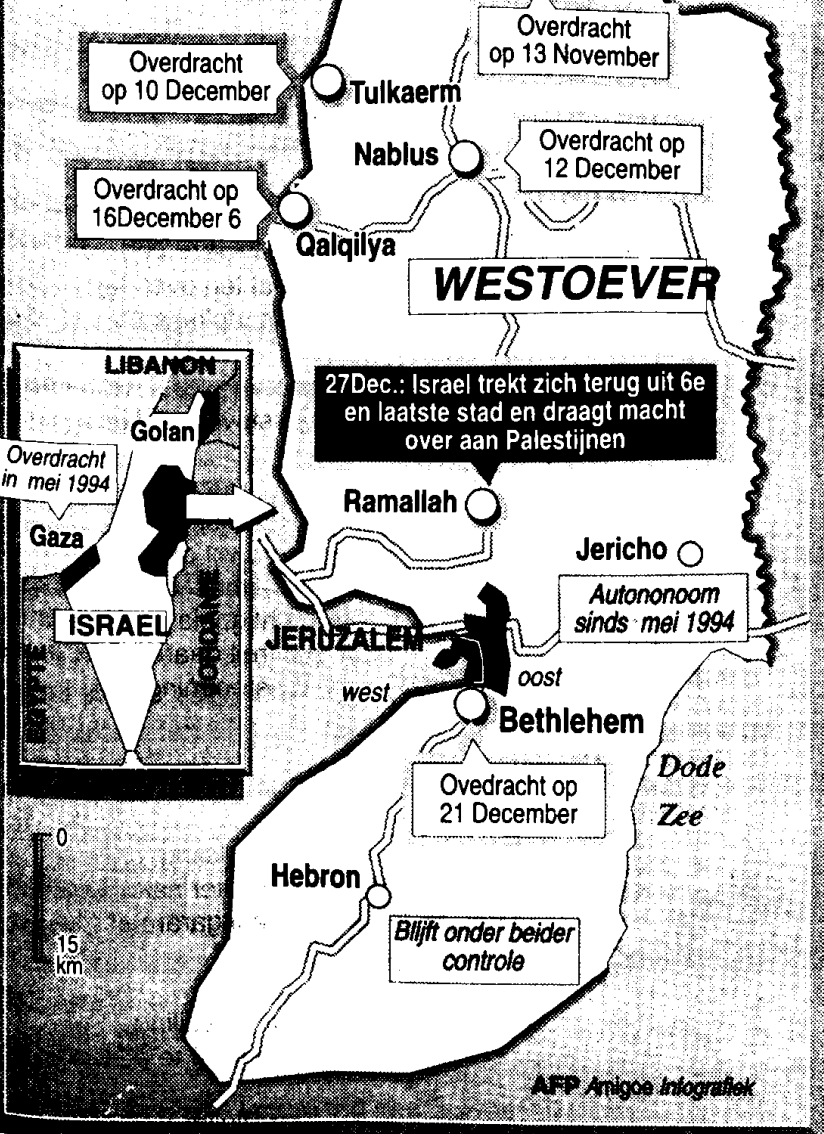 Overdracht
op 13 November
Overdracht
op 10 December
Tulkaerm
Nablus
Overdracht op
12 December
Overdracht op
16December 6
Qalqilya
WESTOEVER
LIBANON
Golan
Overdracht
in mei 1994
Gaza
ISRAEL
EGYPTE
JORDANIE
27Dec.: Israel trekt zich terug uit 6e
en laatste stad en draagt macht
over aan Palestijnen
Ramallah
Jericho
Autononoom
sinds mei 1994
JERUZALEM
west
oost
Bethlehem
Ovedracht op
21 December
Dode
Zee
0
15
km
Hebron
Blijft onder beider
controle
AFP Amigoe Infografiek